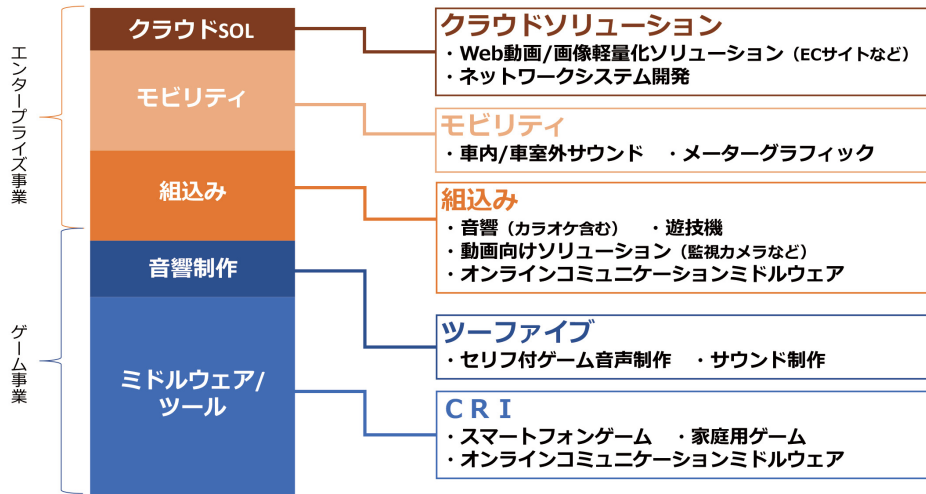 エンタープライズ事業
ゲーム事業
クラウドSOL
モビリティ
組込み
音響制作
ミドルウェア/
ツール
クラウドソリューション
・Web動画/画像軽量化ソリューション（ECサイトなど）
・ネットワークシステム開発
モビリティ
・車内/車室外サウンド　・メーターグラフィック
組込み
・音響（カラオケ含む）　・遊技機
・動画向けソリューション（監視カメラなど）
・オンラインコミュニケーションミドルウェア
ツーファイブ
・セリフ付ゲーム音声制作　・サウンド制作
ＣＲＩ
・スマートフォンゲーム　・家庭用ゲーム
・オンラインコミュニケーションミドルウェア